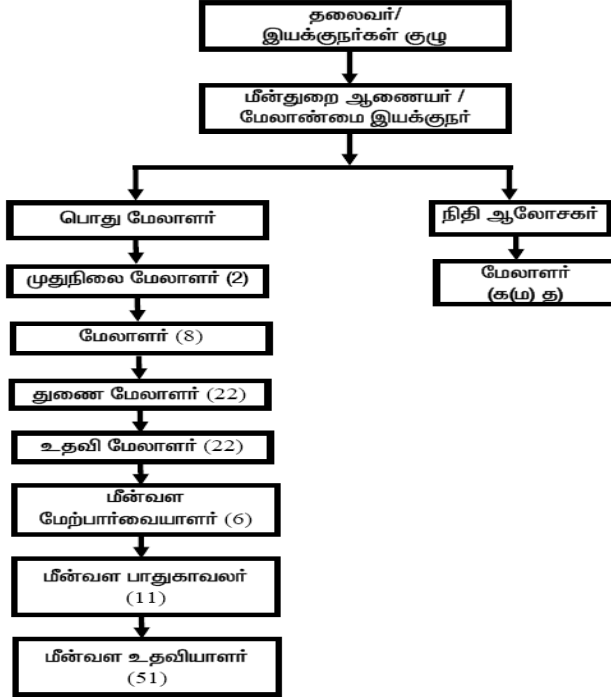 தலைவர்/
இயக்குநர்கள் குழு
மீன்துறை ஆணையர் /
மேலாண்மை இயக்குநர்
பொது மேலாளர்
நிதி ஆலோசகர்
முதுநிலை மேலாளர் (2)
மேலாளர்
(க(ம) த)
மேலாளர் (8)
துணை மேலாளர் (22)
உதவி மேலாளர் (22)
மீன்வள
மேற்பார்வையாளர் (6)
மீன்வள பாதுகாவலர்
(11)
மீன்வள உதவியாளர்
(51)